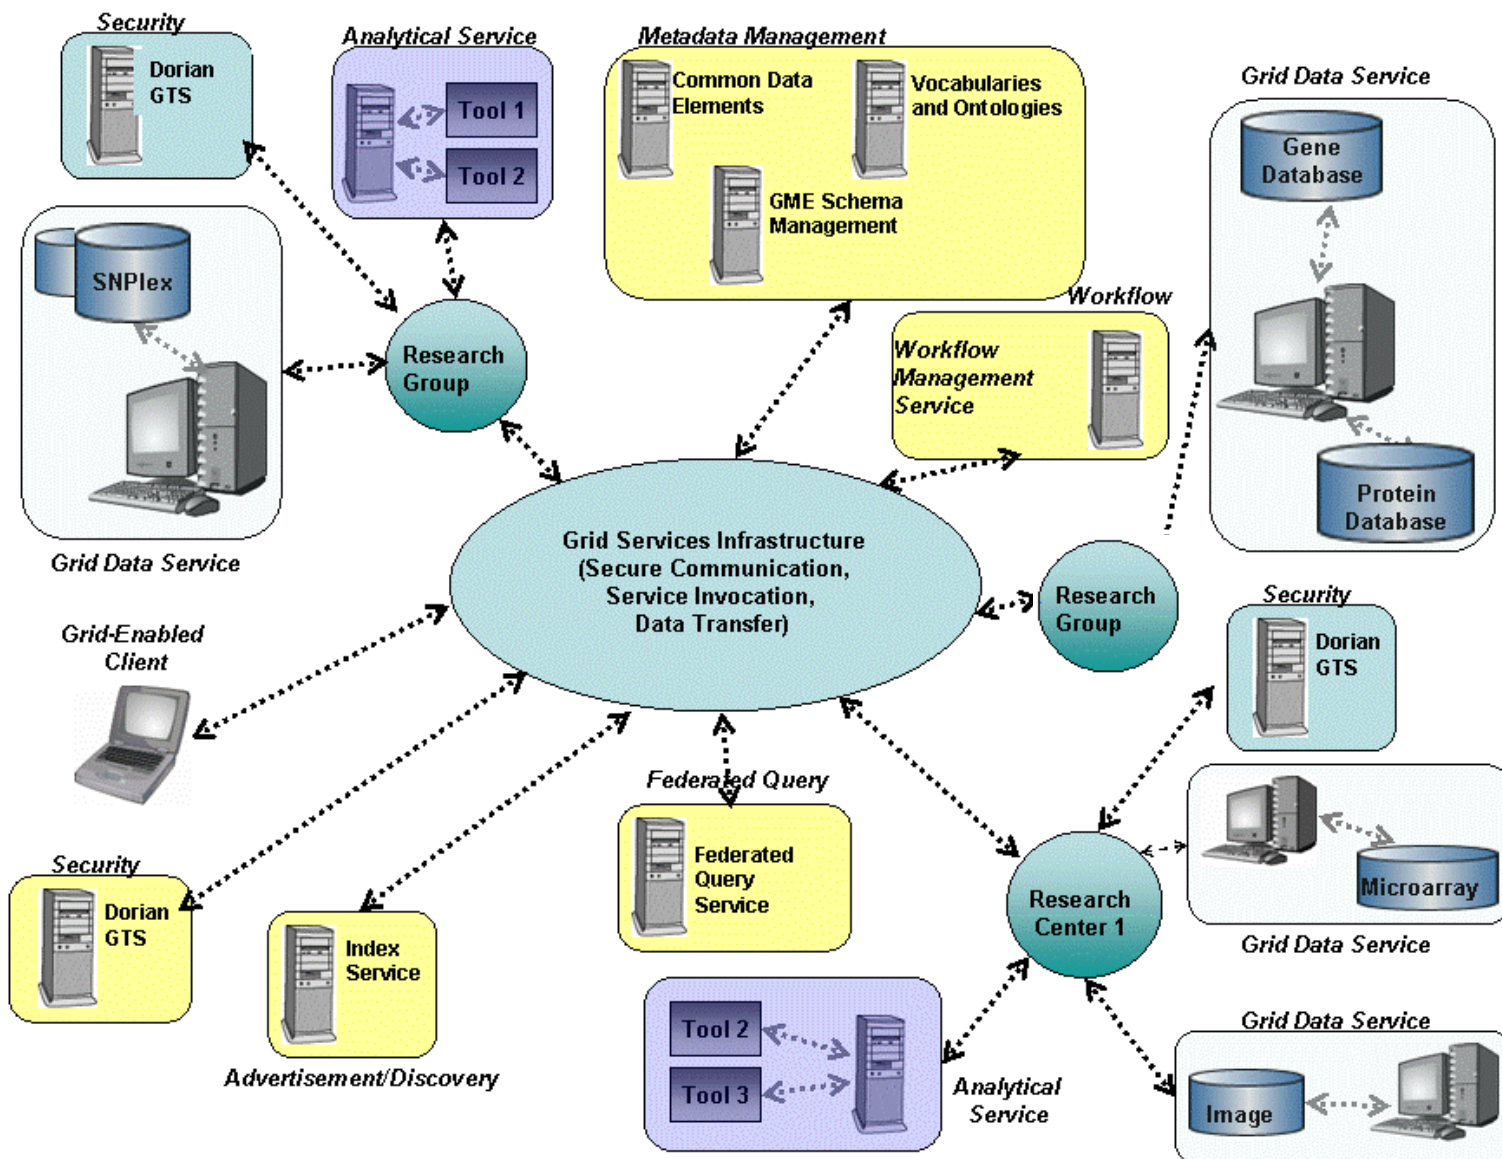 Security
Dorian
GTS
Analytical Service
Tool 1
Tool 2
Metadata Management
Common Data
Elements
Vocabularies
and Ontologies
GME Schema
Management
Grid Data Service
Gene
Database
Protein
Database
SNPlex
Grid Data Service
Research
Group
Workflow
Workflow
Management
Service
Grid Services Infrastructure
(Secure Communication,
Service Invocation,
Data Transfer)
Research
Group
Security
Dorian
GTS
Grid-Enabled
Client
Federated Query
Federated
Query
Service
Security
Dorian
GTS
Index
Service
Advertisement/Discovery
Research
Center 1
Microarray
Grid Data Service
Tool 2
Tool 3
Analytical
Service
Grid Data Service
Image